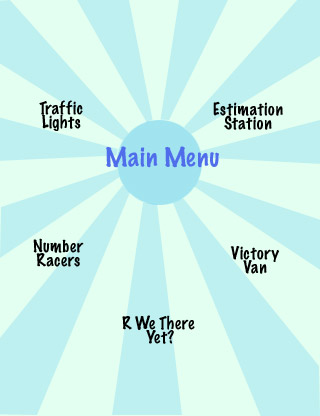 Traffic
Lights
Estimation
Station
Main Menu
Number
Racers
Victory
Van
R We There
Yet?